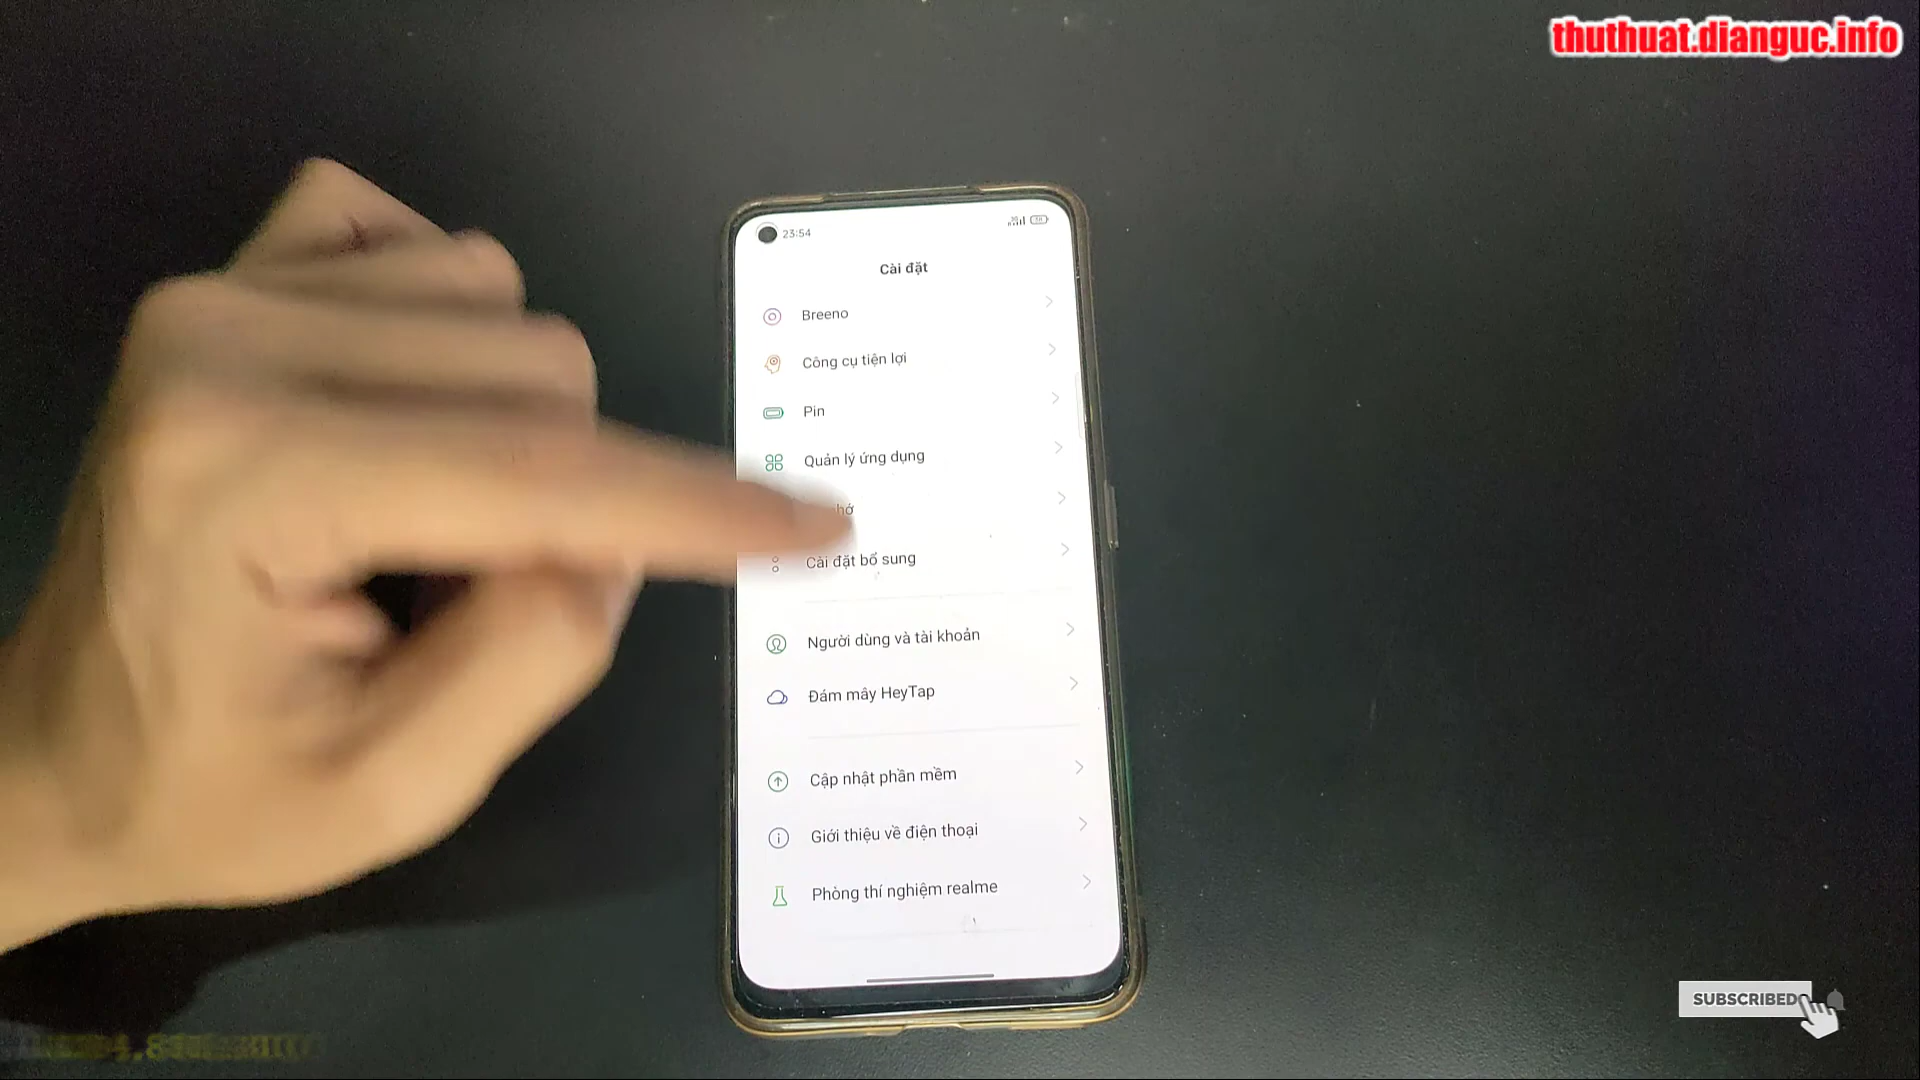 thuthuat.dianguc.info
23:54
Cài đặt
Breeno
Công cụ tiện lợi
Pin
Quản lý ứng dụng
Cài đặt bổ sung
Người dùng và tài khoản
Đám mây HeyTap
Cập nhật phần mềm
Giới thiệu về điện thoại
Phòng thí nghiệm realme
SUBSCRIBED